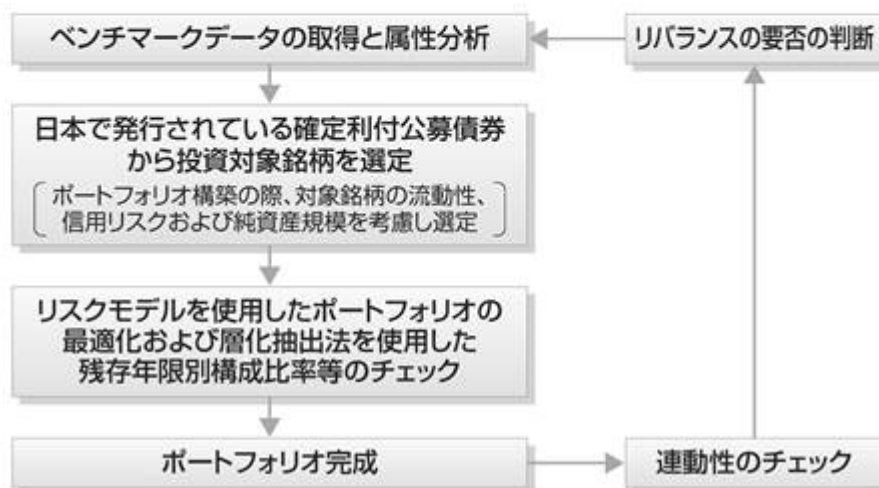 ベンチマークデータの取得と属性分析
リバランスの要否の判断
日本で発行されている確定利付公募債券
から投資対象銘柄を選定
ポートフォリオ構築の際、対象銘柄の流動性、
信用リスクおよび純資産規模を考慮し選定
リスクモデルを使用したポートフォリオの
最適化および層化抽出法を使用した
残存年限別構成比率等のチェック
ポートフォリオ完成
連動性のチェック